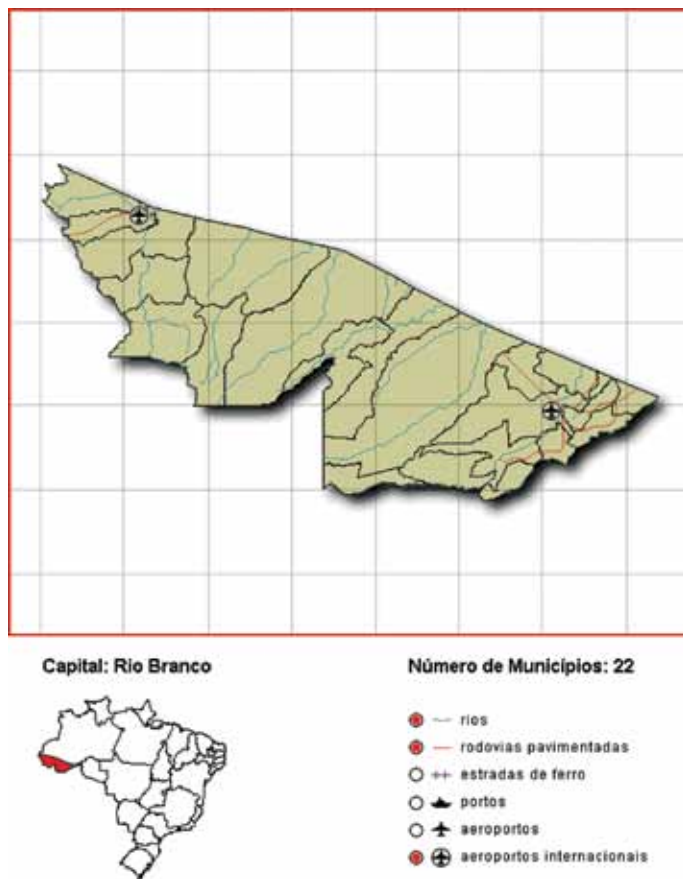 Capital: Rio Branco
Número de Municípios: 22
rios
rodovias pavimentadas
estradas de ferro
portos
aeroportos
aeroportos internacionais